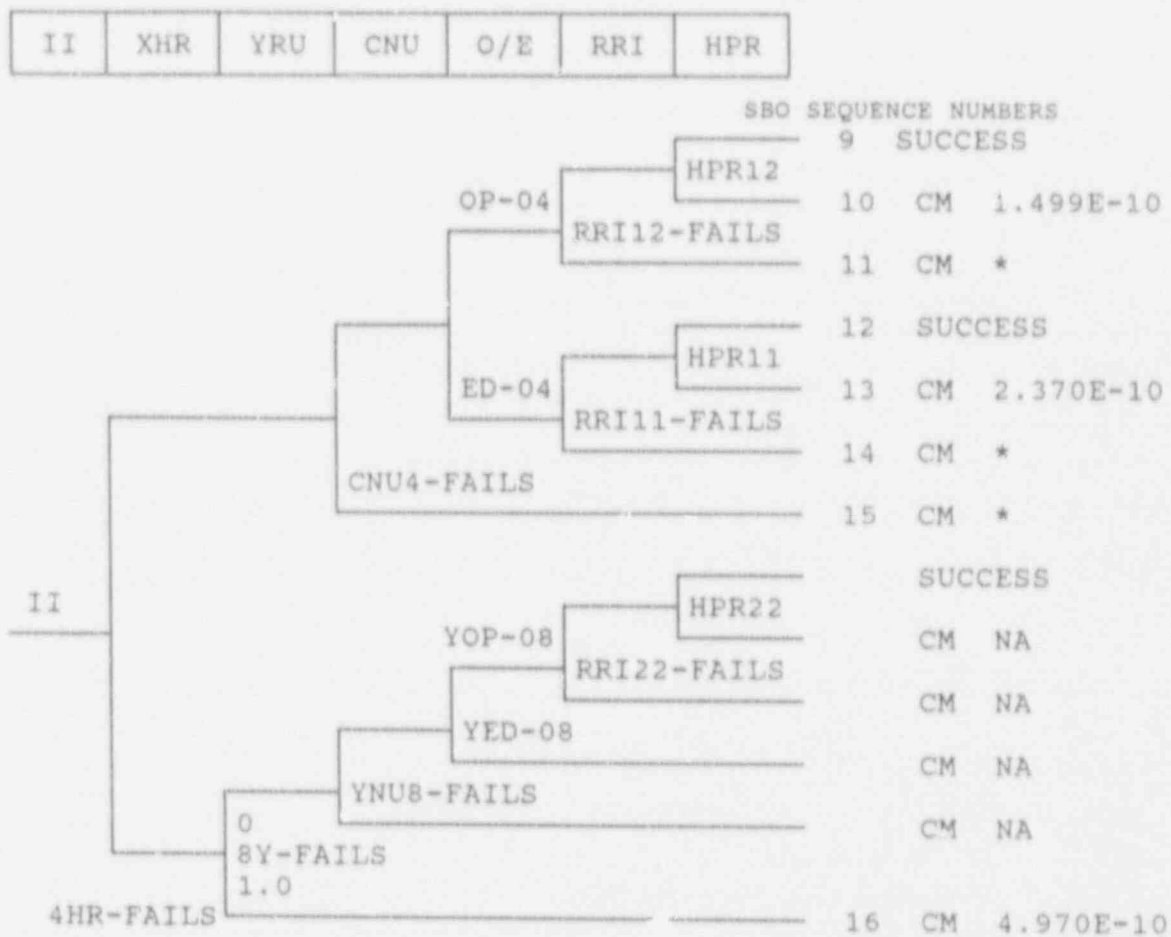 II XHR YRU CNU O/E RRI HPR
SBO SEQUENCE NUMBERS
9 SUCCESS
HPR12
OP-04
10 CM 1.499E-10
RRI12-FAILS
11 CM *
12 SUCCESS
HPR11
ED-04
13 CM 2.370E-10
RRI11-FAILS
14 CM *
CNU4-FAILS
15 CM *
SUCCESS
II
HPR22
YOP-08
CM NA
RRI22-FAILS
CM NA
YED-08
CM NA
YNU8-FAILS
CM NA
0
8Y-FAILS
1.0
4HR-FAILS
16 CM 4.970E-10